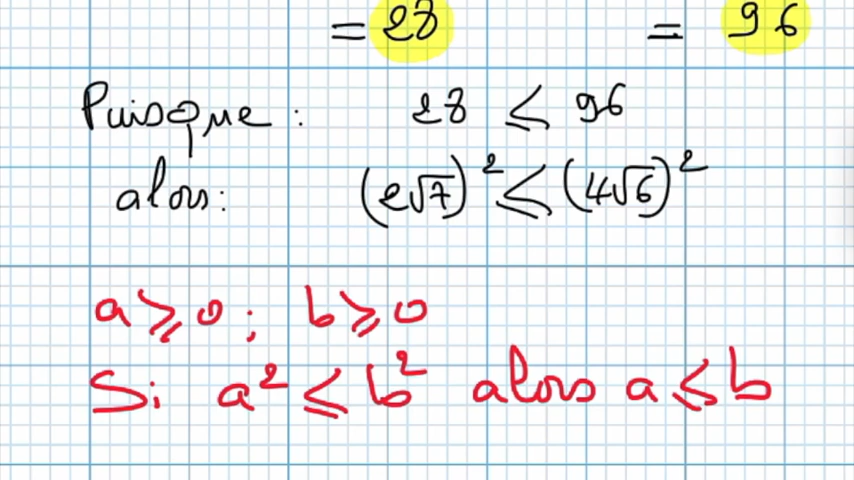 = 28 = 96
Puisque : 28 ≤ 96
alors : (2√7)² ≤ (4√6)²
a ≥ 0 ; b ≥ 0
Si a² ≤ b² alors a ≤ b